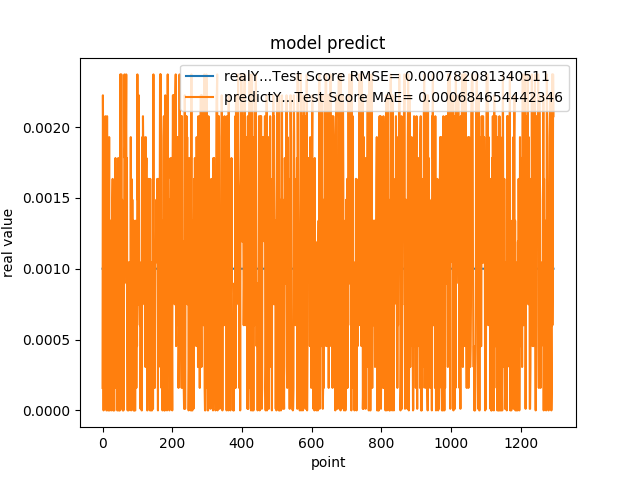 model predict
realY...Test Score RMSE= 0.000782081340511
predictY...Test Score MAE= 0.000684654442346
0.0020
0.0015
0.0010
0.0005
0.0000
real value
0 200 400 600 800 1000 1200
point